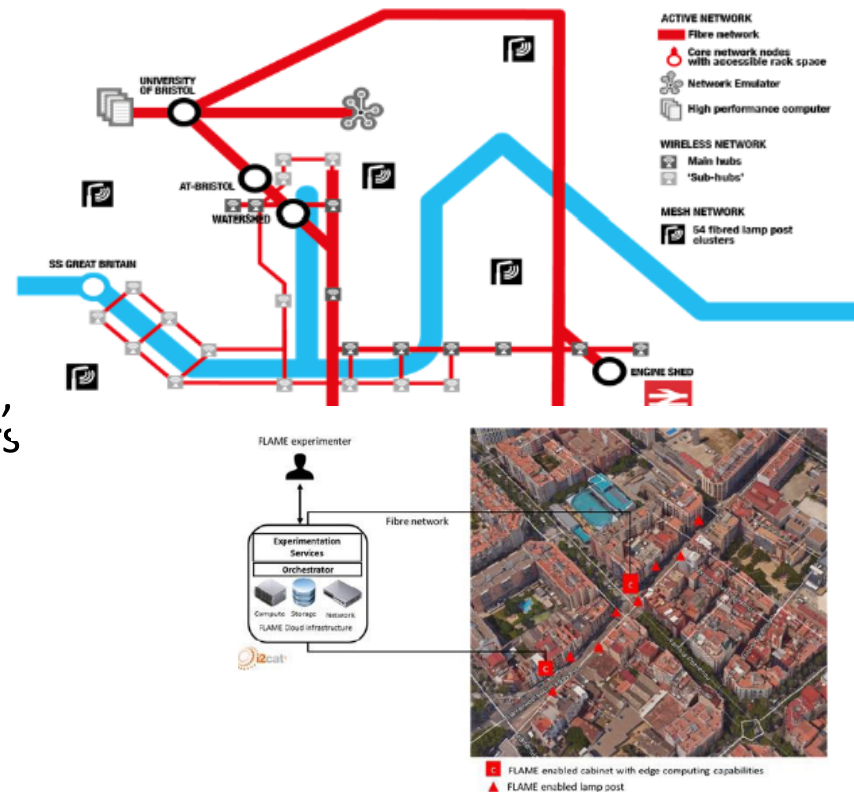 ACTIVE NETWORK
Fibre network
Core network nodes
with accessible rack space
Network Emulator
High performance computer
WIRELESS NETWORK
Main hubs
'Sub-hubs'
MESH NETWORK
54 fibred lamp post
clusters
UNIVERSITY
OF BRISTOL
AT-BRISTOL
WATERSHED
SS GREAT BRITAIN
ENGINE SHED
,
rs
FLAME experimenter
Fibre network
Experimentation
Services
Orchestrator
Compute Storage Network
FLAME Cloud Infrastructure
i2cat
C
C
C FLAME enabled cabinet with edge computing capabilities
FLAME enabled lamp post